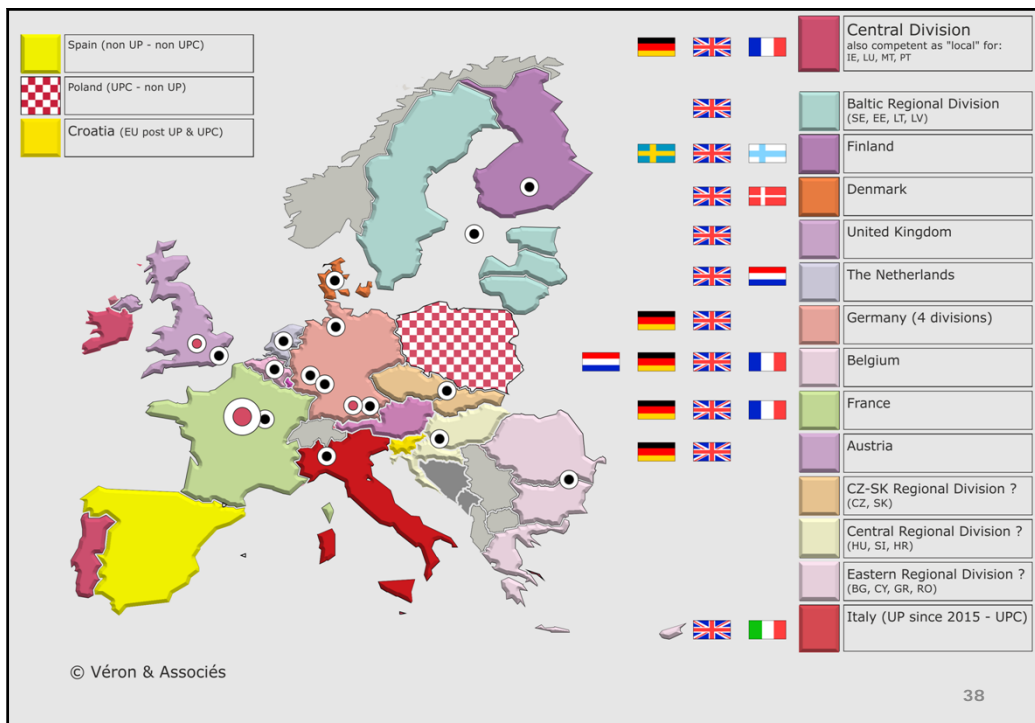 Spain (non UP - non UPC)
Poland (UPC - non UP)
Croatia (EU post UP & UPC)
Central Division
also competent as "local" for:
IE, LU, MT, PT
Baltic Regional Division
(SE, EE, LT, LV)
Finland
Denmark
United Kingdom
The Netherlands
Germany (4 divisions)
Belgium
France
Austria
CZ-SK Regional Division ?
(CZ, SK)
Central Regional Division ?
(HU, SI, HR)
Eastern Regional Division ?
(BG, CY, GR, RO)
Italy (UP since 2015 - UPC)
© Véron & Associés
38